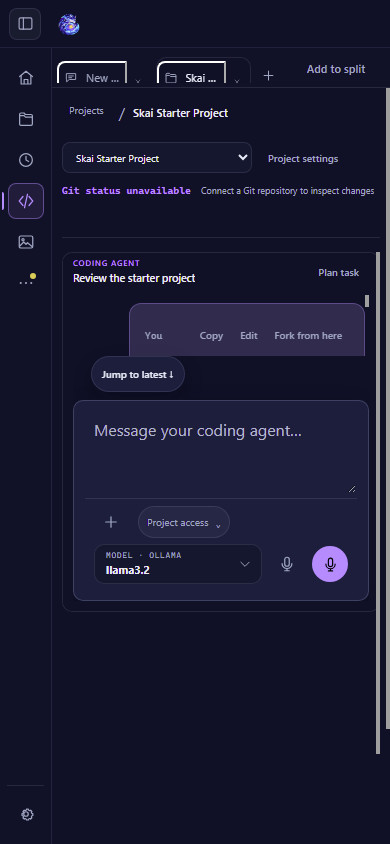 New ...
Skai ...
Add to split
Projects / Skai Starter Project
Skai Starter Project
Project settings
Git status unavailable Connect a Git repository to inspect changes
CODING AGENT
Review the starter project
Plan task
You Copy Edit Fork from here
Jump to latest ↓
Message your coding agent...
Project access
MODEL · OLLAMA
llama3.2